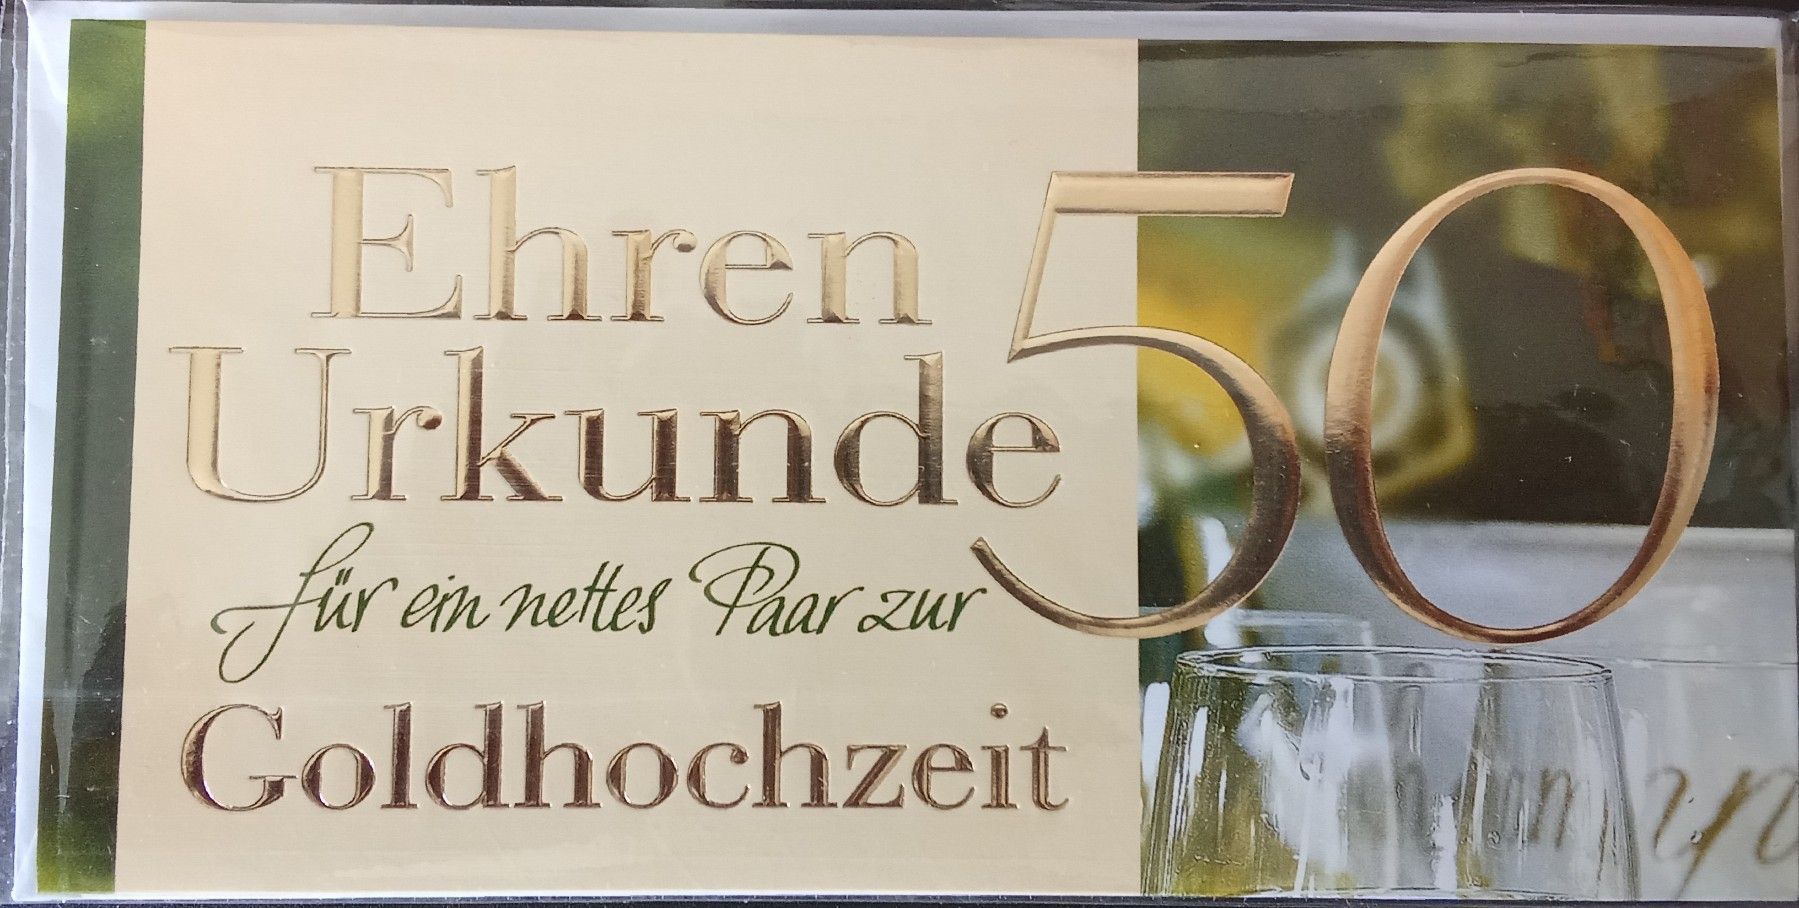 Ehren
Urkunde
50
für ein nettes Paar zur
Goldhochzeit